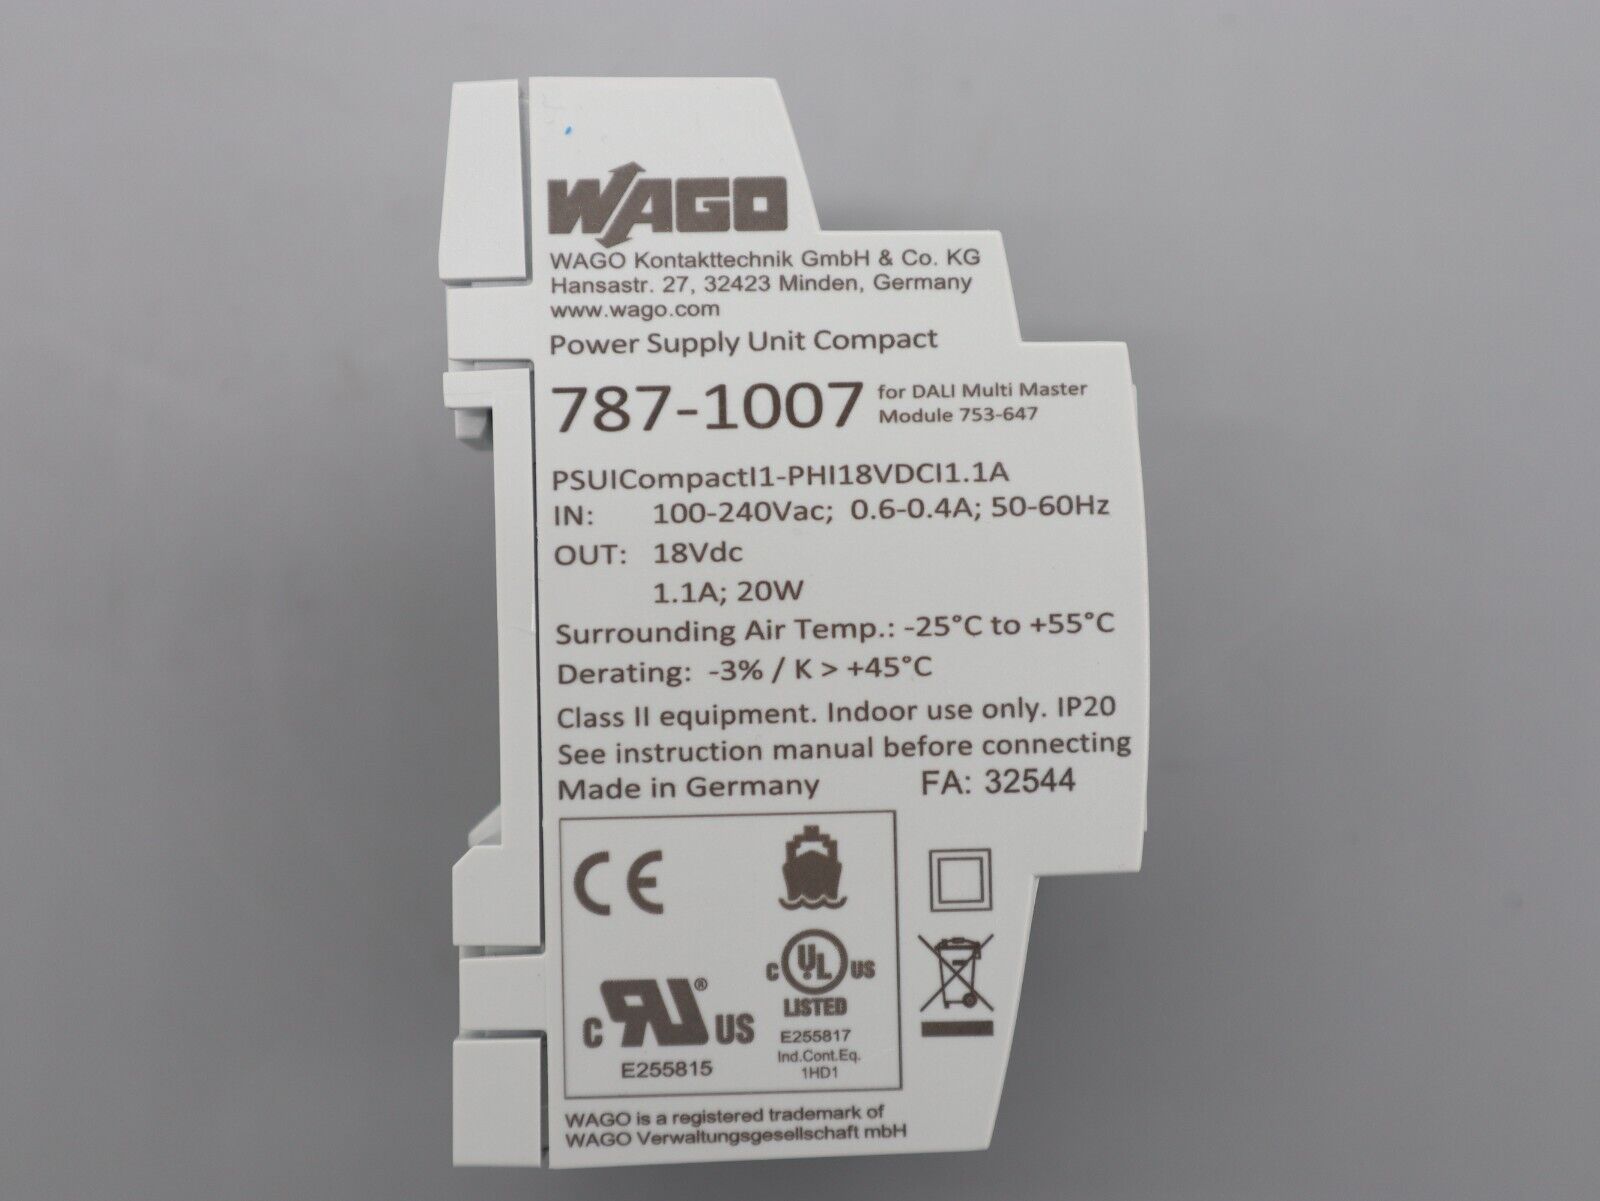 WAGO
WAGO Kontakttechnik GmbH & Co. KG
Hansastr. 27, 32423 Minden, Germany
www.wago.com
Power Supply Unit Compact
787-1007 for DALI Multi Master
Module 753-647
PSUICompactI1-PHI18VDCI1.1A
IN: 100-240Vac; 0.6-0.4A; 50-60Hz
OUT: 18Vdc
1.1A; 20W
Surrounding Air Temp.: -25°C to +55°C
Derating: -3% / K > +45°C
Class II equipment. Indoor use only. IP20
See instruction manual before connecting
Made in Germany FA: 32544
CE
c UL US
LISTED
E255817
Ind.Cont.Eq.
1HD1
c RU® US
E255815
WAGO is a registered trademark of
WAGO Verwaltungsgesellschaft mbH